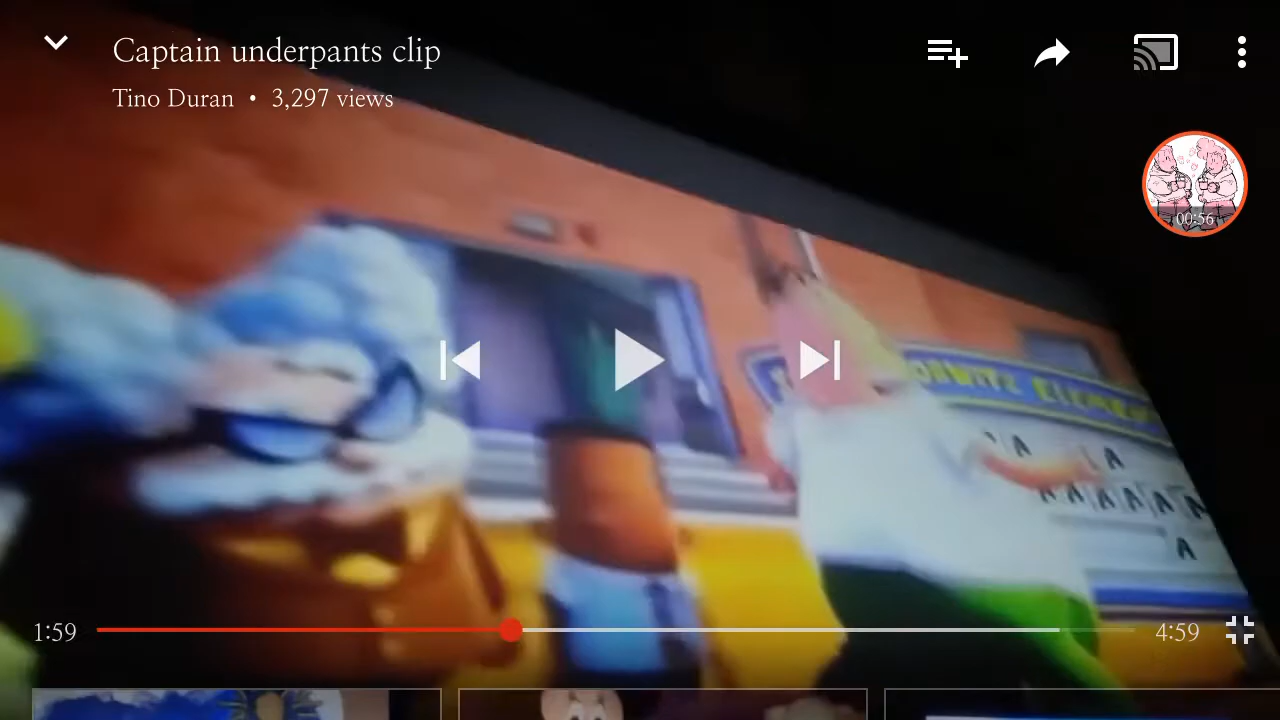 Captain underpants clip
Tino Duran • 3,297 views
00:56
A A
A A A A A
A
1:59
4:59